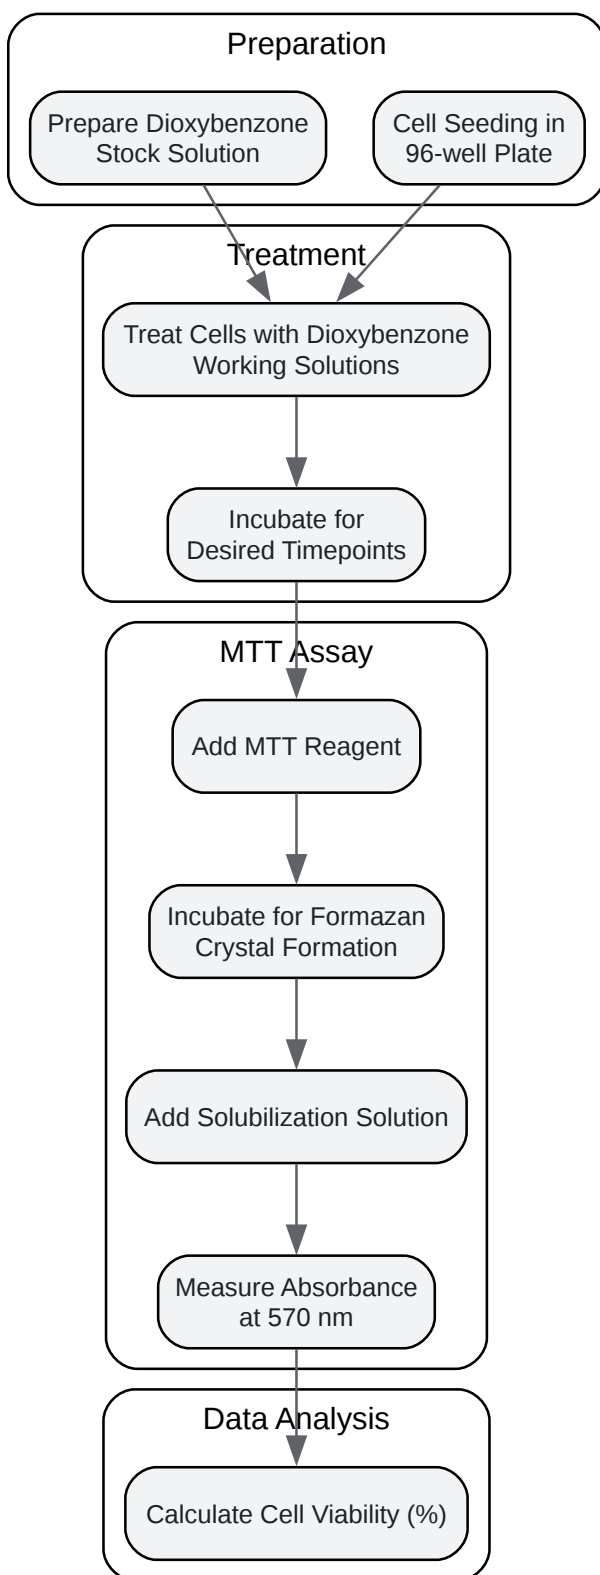 Preparation
Prepare Dioxybenzone
Stock Solution
Cell Seeding in
96-well Plate
Treatment
Treat Cells with Dioxybenzone
Working Solutions
Incubate for
Desired Timepoints
MTT Assay
Add MTT Reagent
Incubate for Formazan
Crystal Formation
Add Solubilization Solution
Measure Absorbance
at 570 nm
Data Analysis
Calculate Cell Viability (%)